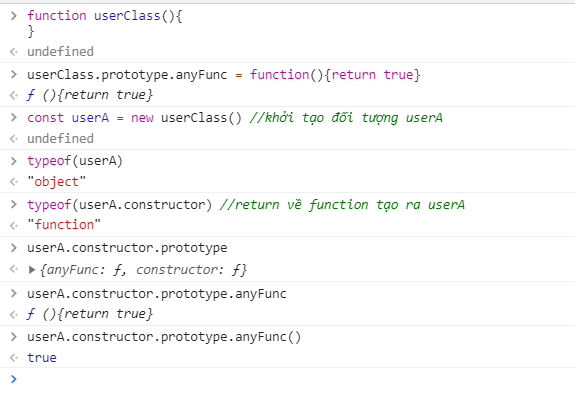 function userClass(){
}
undefined
userClass.prototype.anyFunc = function(){return true}
ƒ (){return true}
const userA = new userClass() //khởi tạo đối tượng userA
undefined
typeof(userA)
"object"
typeof(userA.constructor) //return về function tạo ra userA
"function"
userA.constructor.prototype
{anyFunc: ƒ, constructor: ƒ}
userA.constructor.prototype.anyFunc
ƒ (){return true}
userA.constructor.prototype.anyFunc()
true